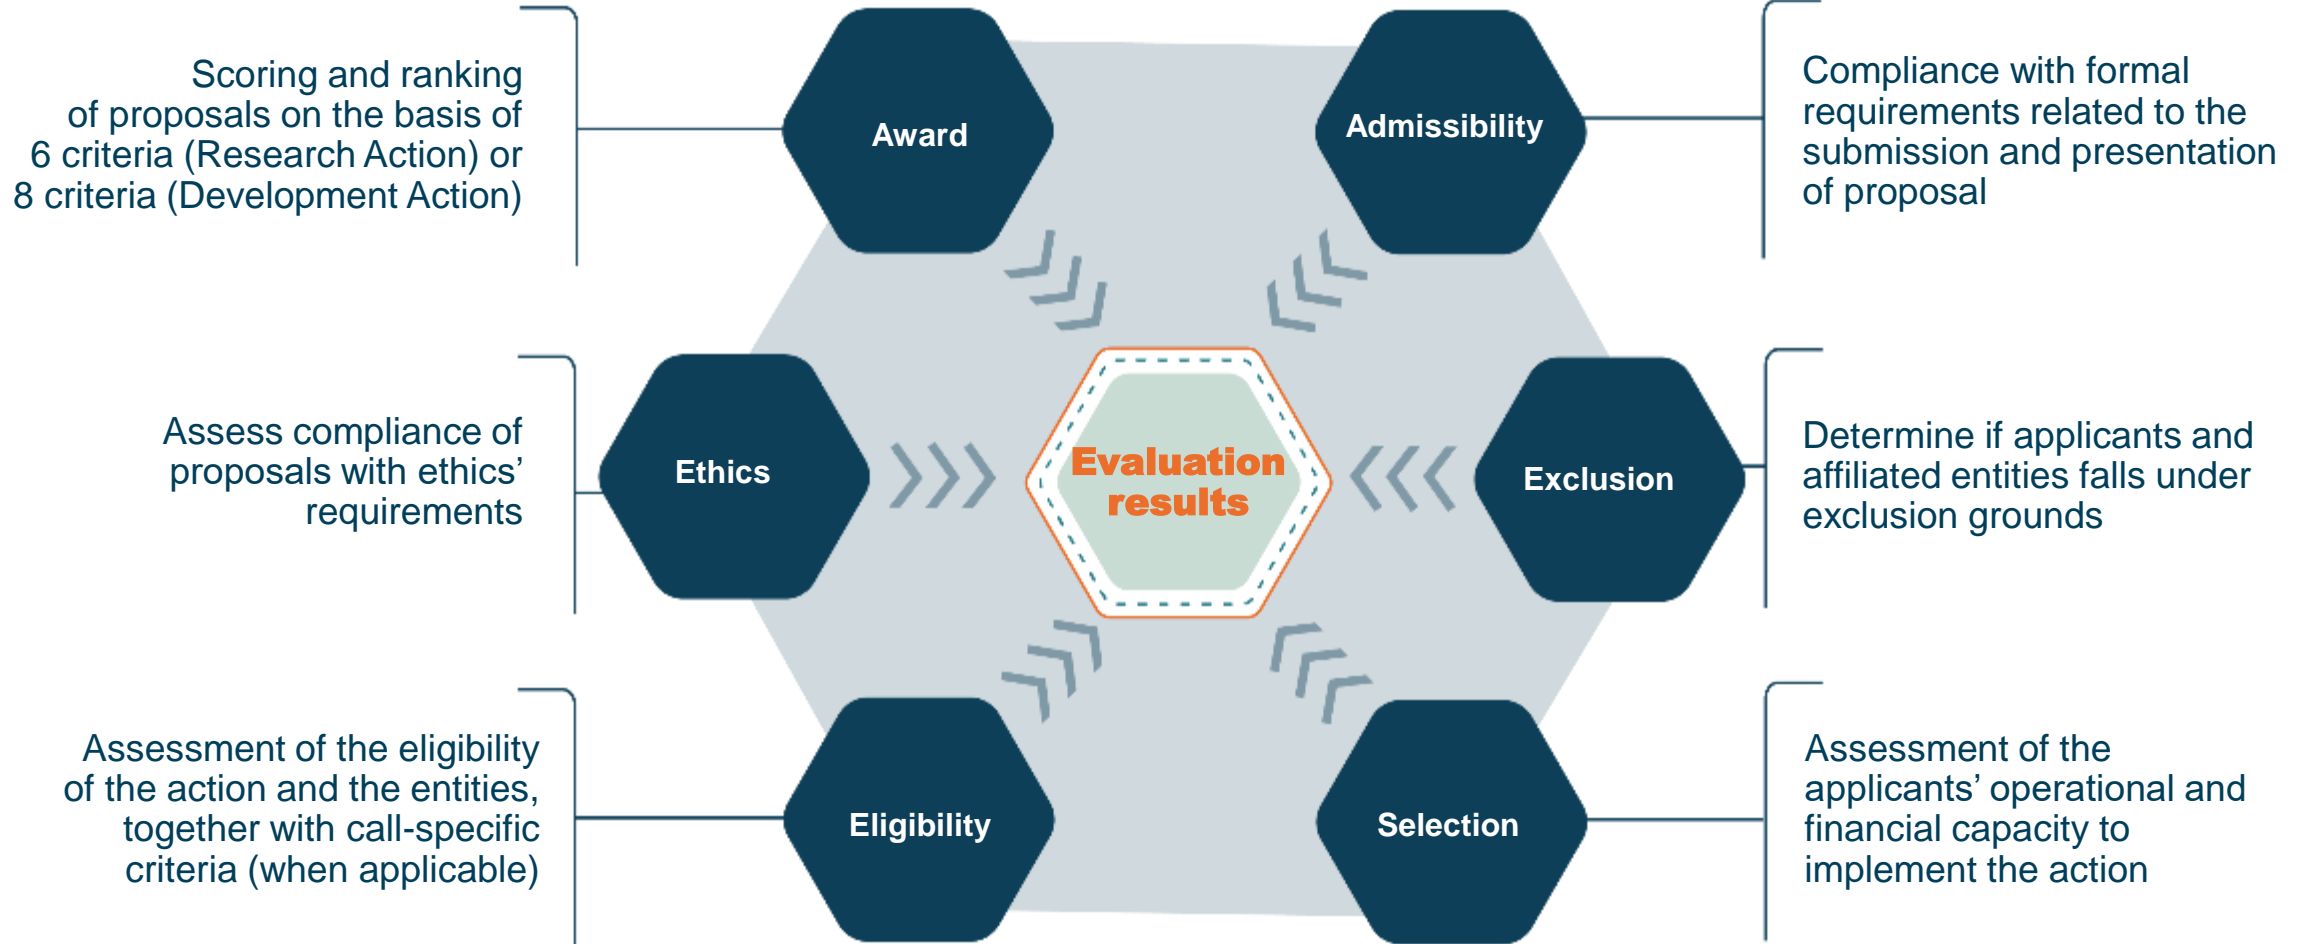 Scoring and ranking
of proposals on the basis of
6 criteria (Research Action) or
8 criteria (Development Action)
Award
Admissibility
Compliance with formal
requirements related to the
submission and presentation
of proposal
Assess compliance of
proposals with ethics’
requirements
Ethics
Evaluation
results
Exclusion
Determine if applicants and
affiliated entities falls under
exclusion grounds
Assessment of the eligibility
of the action and the entities,
together with call-specific
criteria (when applicable)
Eligibility
Selection
Assessment of the
applicants’ operational and
financial capacity to
implement the action